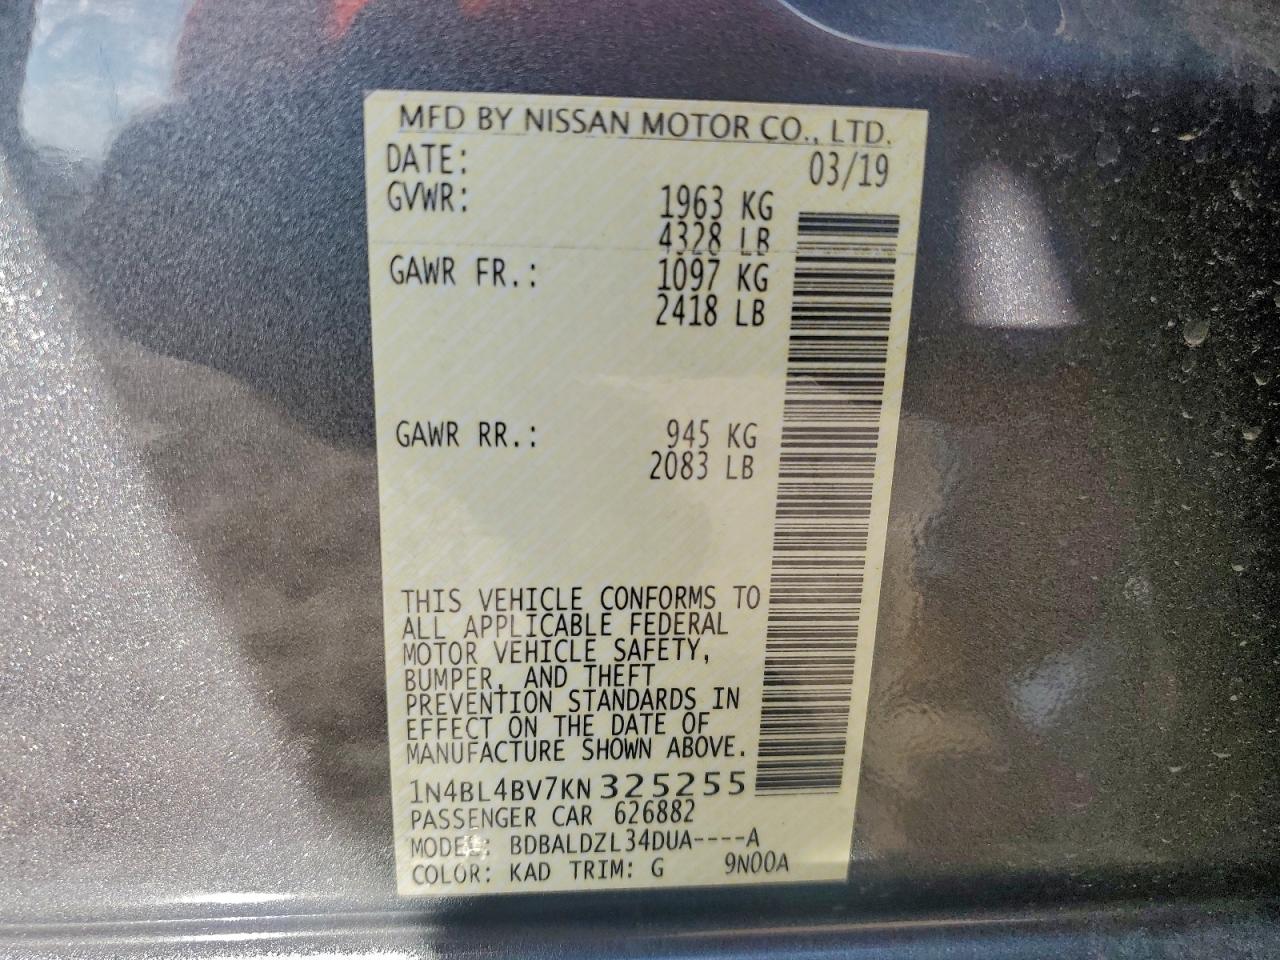 MFD BY NISSAN MOTOR CO., LTD.
DATE: 03/19
GVWR: 1963 KG
4328 LB
GAWR FR.: 1097 KG
2418 LB
GAWR RR.: 945 KG
2083 LB
THIS VEHICLE CONFORMS TO
ALL APPLICABLE FEDERAL
MOTOR VEHICLE SAFETY,
BUMPER, AND THEFT
PREVENTION STANDARDS IN
EFFECT ON THE DATE OF
MANUFACTURE SHOWN ABOVE.
1N4BL4BV7KN325255
PASSENGER CAR 626882
MODEL: BDBALDZL34DUA----A
COLOR: KAD TRIM: G 9N00A